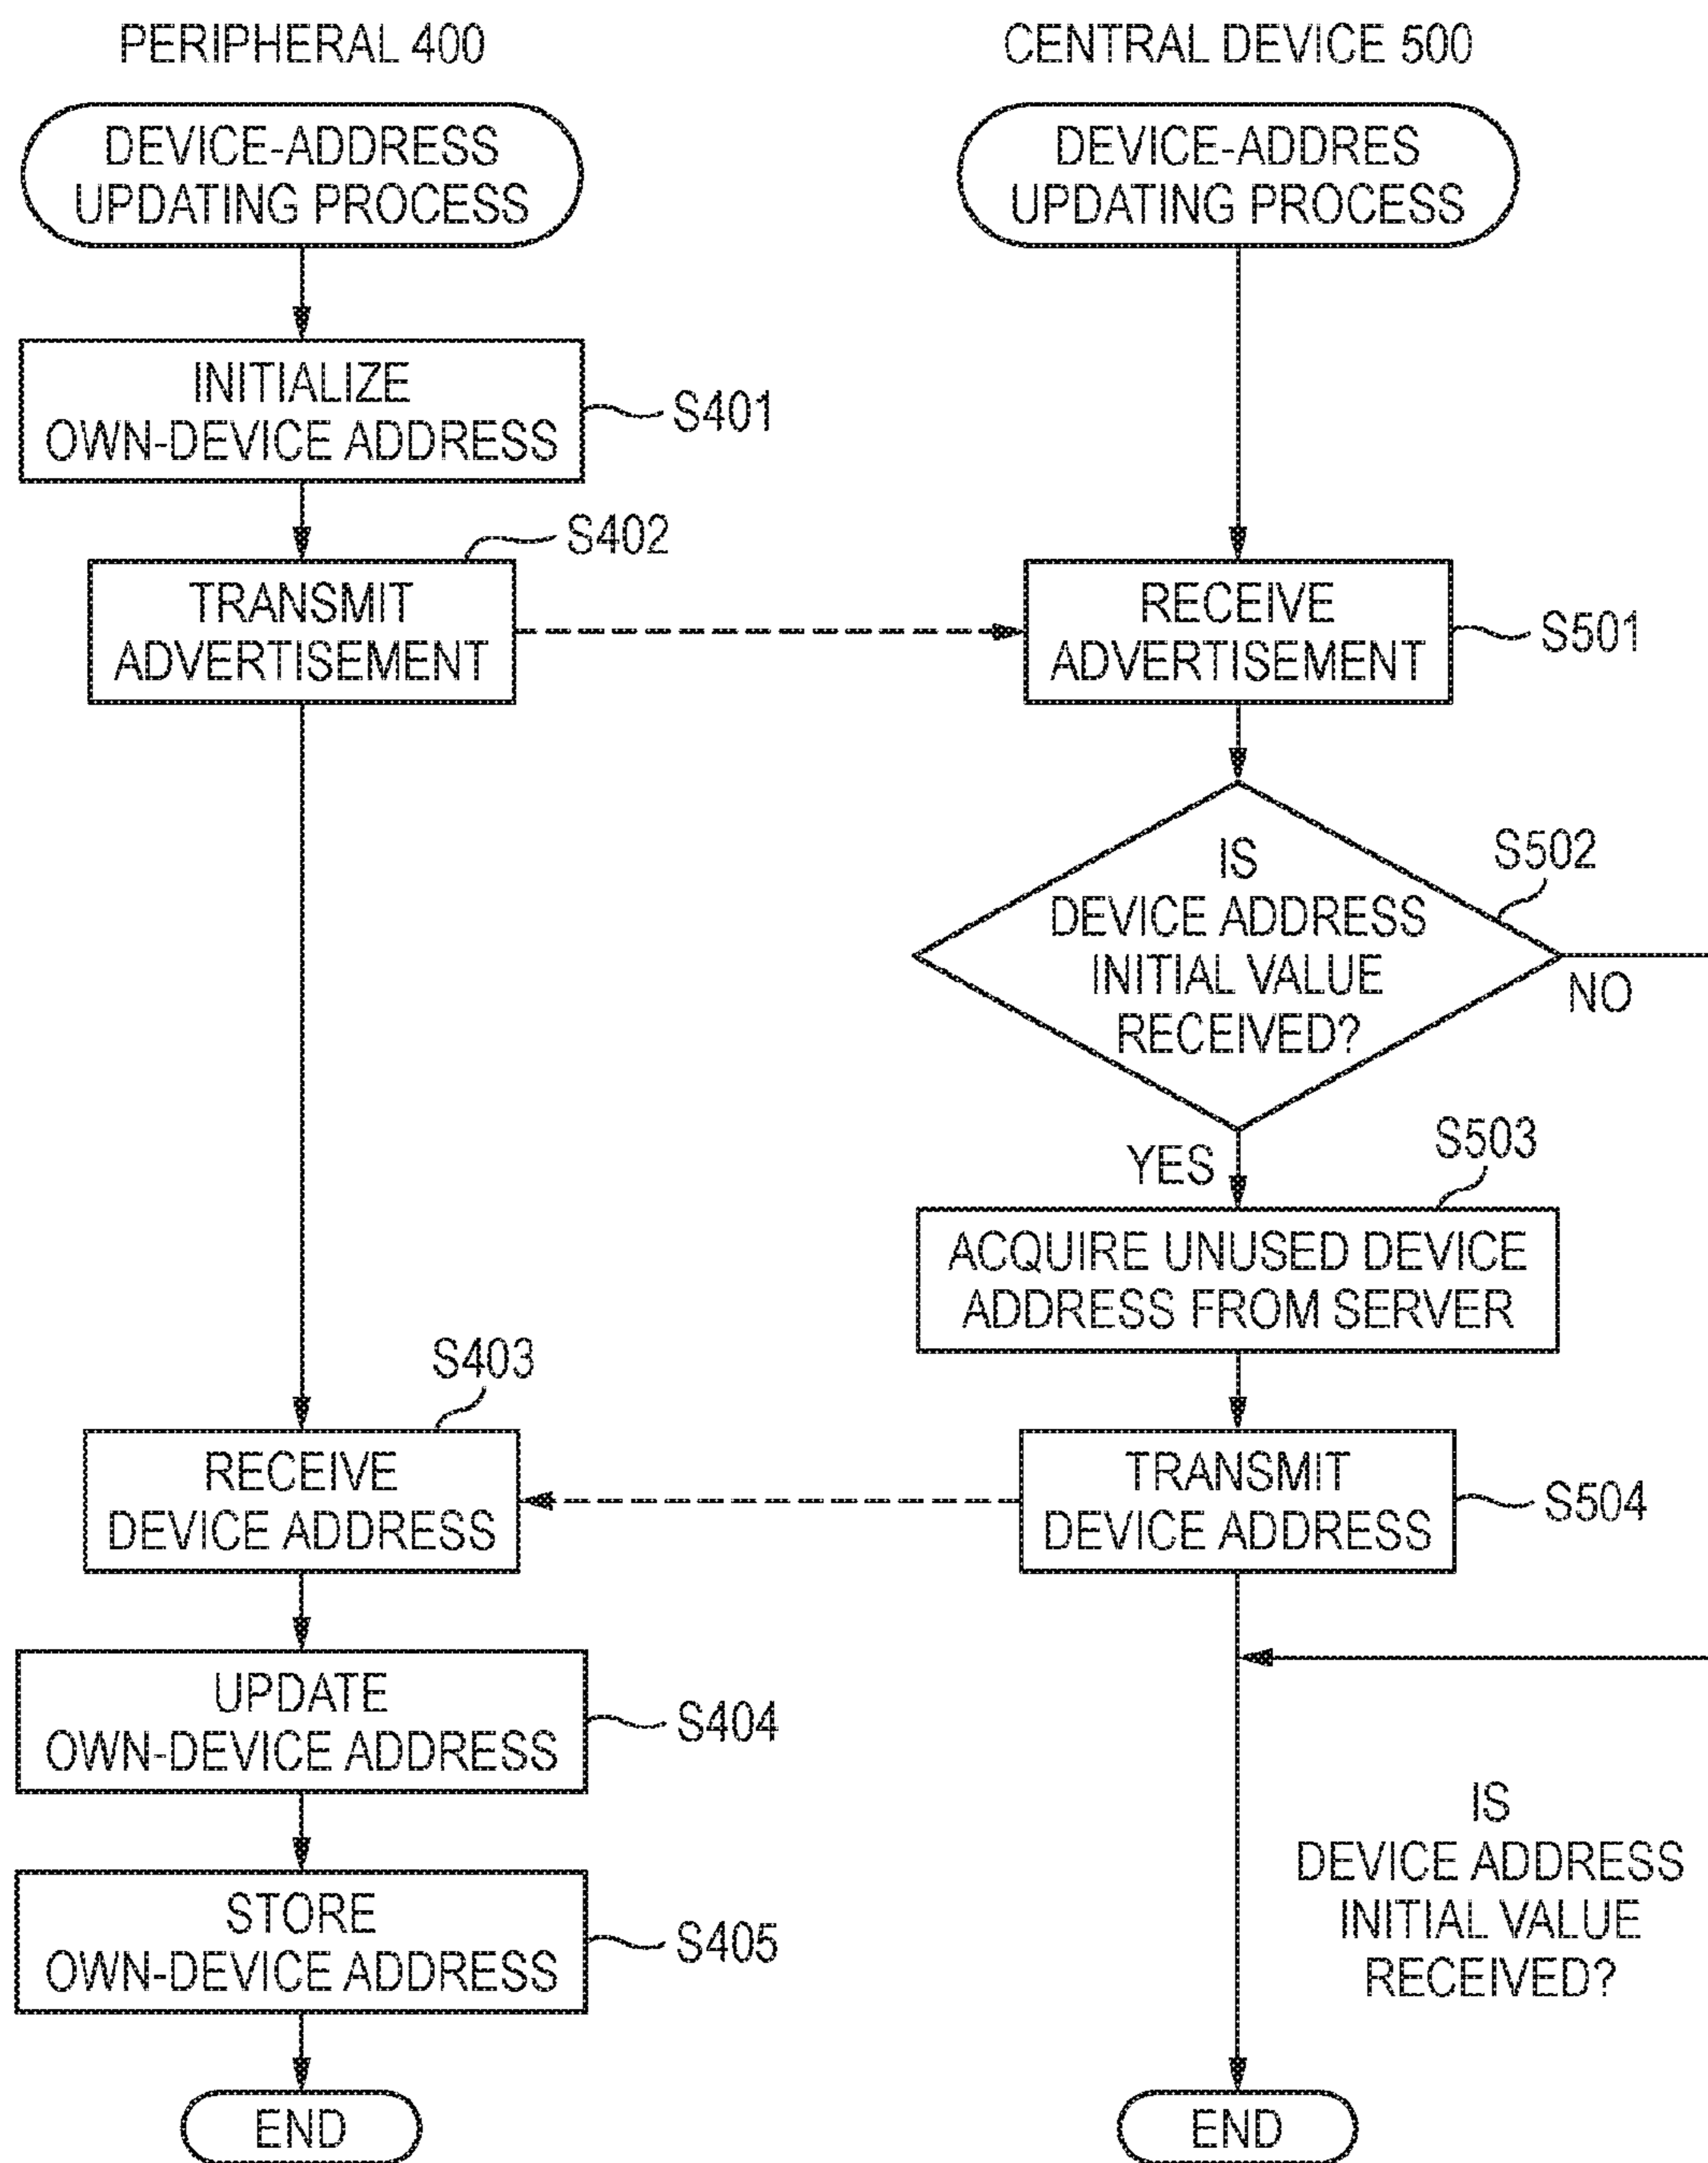 PERIPHERAL 400
CENTRAL DEVICE 500
DEVICE-ADDRESS
UPDATING PROCESS
DEVICE-ADDRES
UPDATING PROCESS
INITIALIZE
OWN-DEVICE ADDRESS
S401
S402
TRANSMIT
ADVERTISEMENT
RECEIVE
ADVERTISEMENT
S501
IS
DEVICE ADDRESS
INITIAL VALUE
RECEIVED?
S502
NO
YES
S503
ACQUIRE UNUSED DEVICE
ADDRESS FROM SERVER
S403
RECEIVE
DEVICE ADDRESS
TRANSMIT
DEVICE ADDRESS
S504
UPDATE
OWN-DEVICE ADDRESS
S404
IS
DEVICE ADDRESS
INITIAL VALUE
RECEIVED?
STORE
OWN-DEVICE ADDRESS
S405
END
END